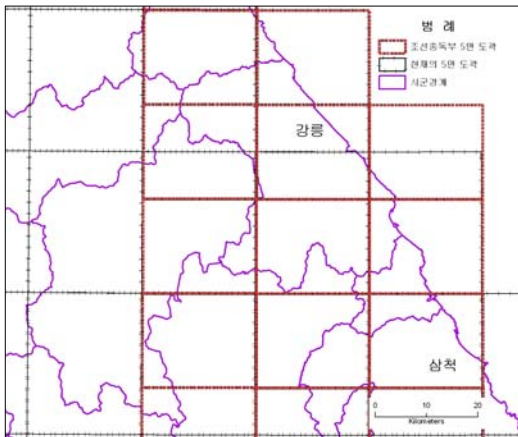 범 례
조선총독부 5만 도곽
현재의 5만 도곽
시군경계
강릉
삼척
0 10 20
Kilometers